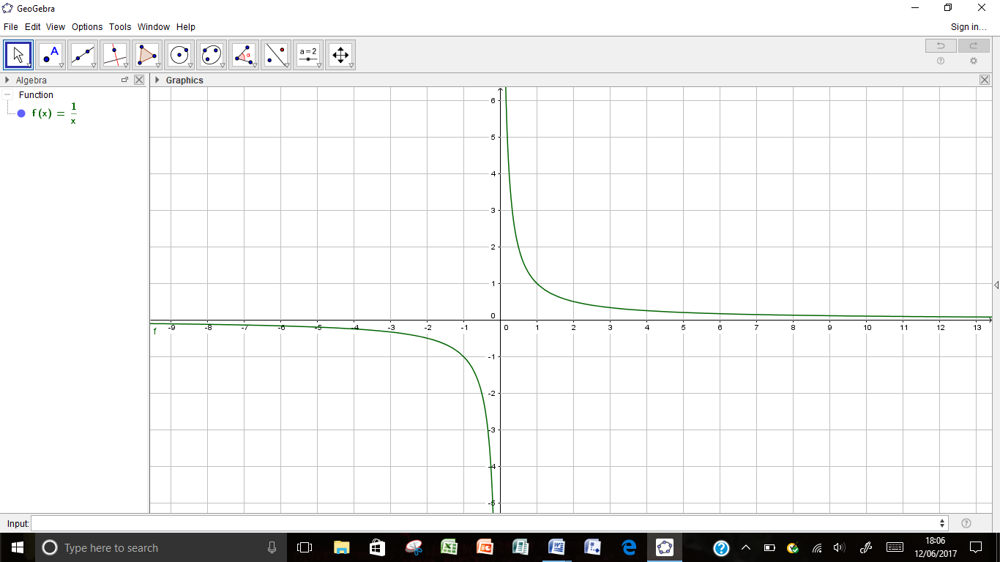 GeoGebra
File Edit View Options Tools Window Help Sign in...
A α a = 2
Algebra
Graphics
Function
f(x) = 1/x
6
5
4
3
2
1
0
-9 -8 -7 -6 -5 -4 -3 -2 -1 0 1 2 3 4 5 6 7 8 9 10 11 12 13
f
-1
-2
-3
-4
-5
Input:
Type here to search
18:06
12/06/2017